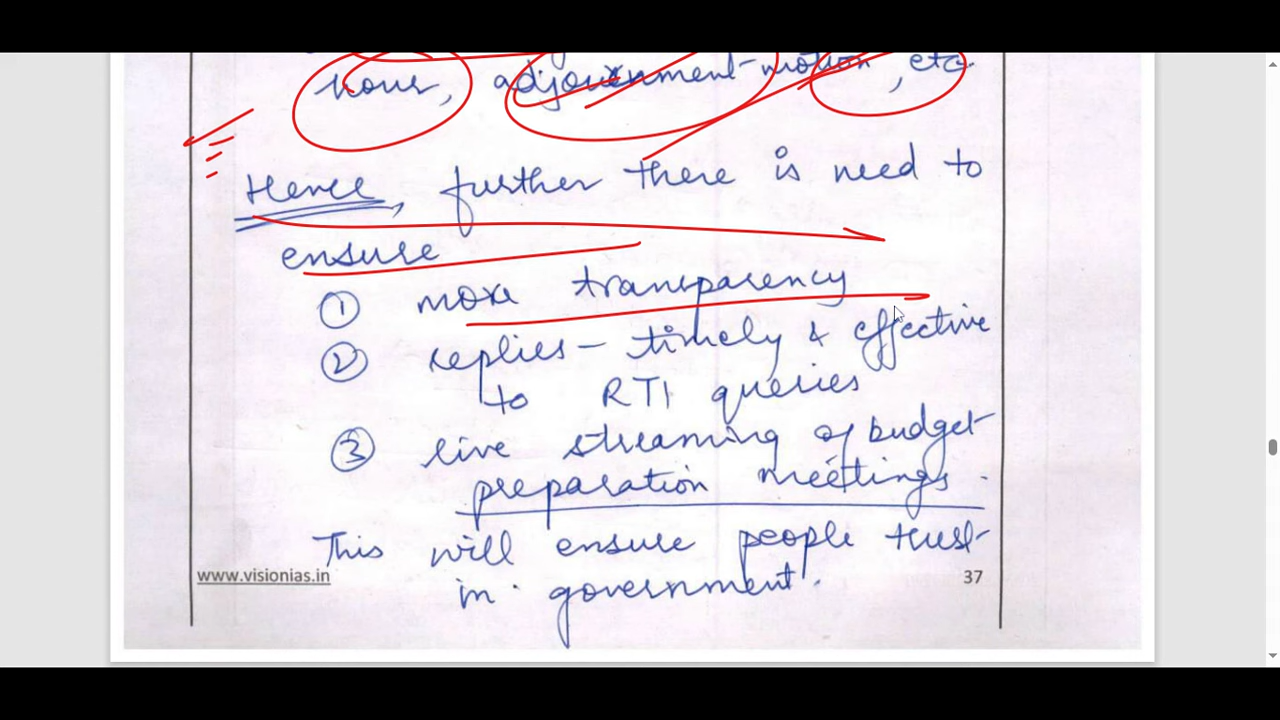 hour, adjournment motion, etc.
Hence, further there is need to
ensure
① more transparency
② replies - timely & effective
to RTI queries
③ live streaming of budget
preparation meetings.
This will ensure people trust
www.visionias.in
37
in government.